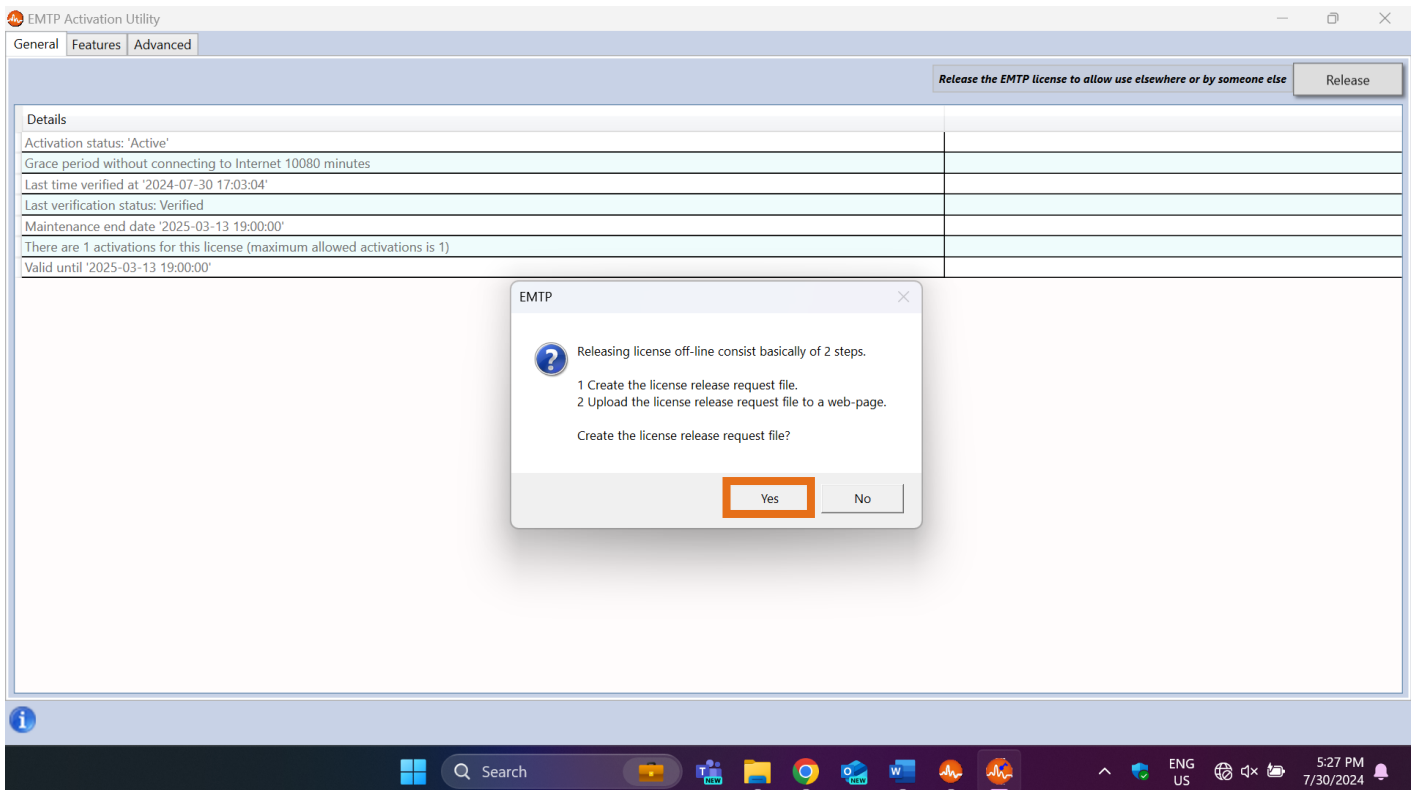 EMTP Activation Utility
General Features Advanced
Release the EMTP license to allow use elsewhere or by someone else Release
Details
Activation status: 'Active'
Grace period without connecting to Internet 10080 minutes
Last time verified at '2024-07-30 17:03:04'
Last verification status: Verified
Maintenance end date '2025-03-13 19:00:00'
There are 1 activations for this license (maximum allowed activations is 1)
Valid until '2025-03-13 19:00:00'
EMTP
Releasing license off-line consist basically of 2 steps.
1 Create the license release request file.
2 Upload the license release request file to a web-page.
Create the license release request file?
Yes No
Search
NEW
NEW
ENG
US
5:27 PM
7/30/2024